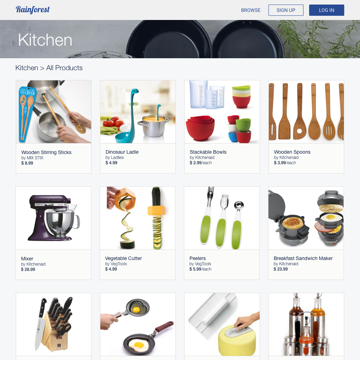 Rainforest
BROWSE
SIGN UP
LOG IN
Kitchen
Kitchen > All Products
Wooden Stirring Sticks
by MIX STIX
$ 9.99
Dinosaur Ladle
by Ladles
$ 4.99
Stackable Bowls
by Kitchenaid
$ 3.99/each
Wooden Spoons
by Kitchenaid
$ 3.99/each
Mixer
by Kitchenaid
$ 39.99
Vegetable Cutter
by VegTools
$ 4.99
Peelers
by VegTools
$ 5.99/each
Breakfast Sandwich Maker
by Kitchenaid
$ 23.99